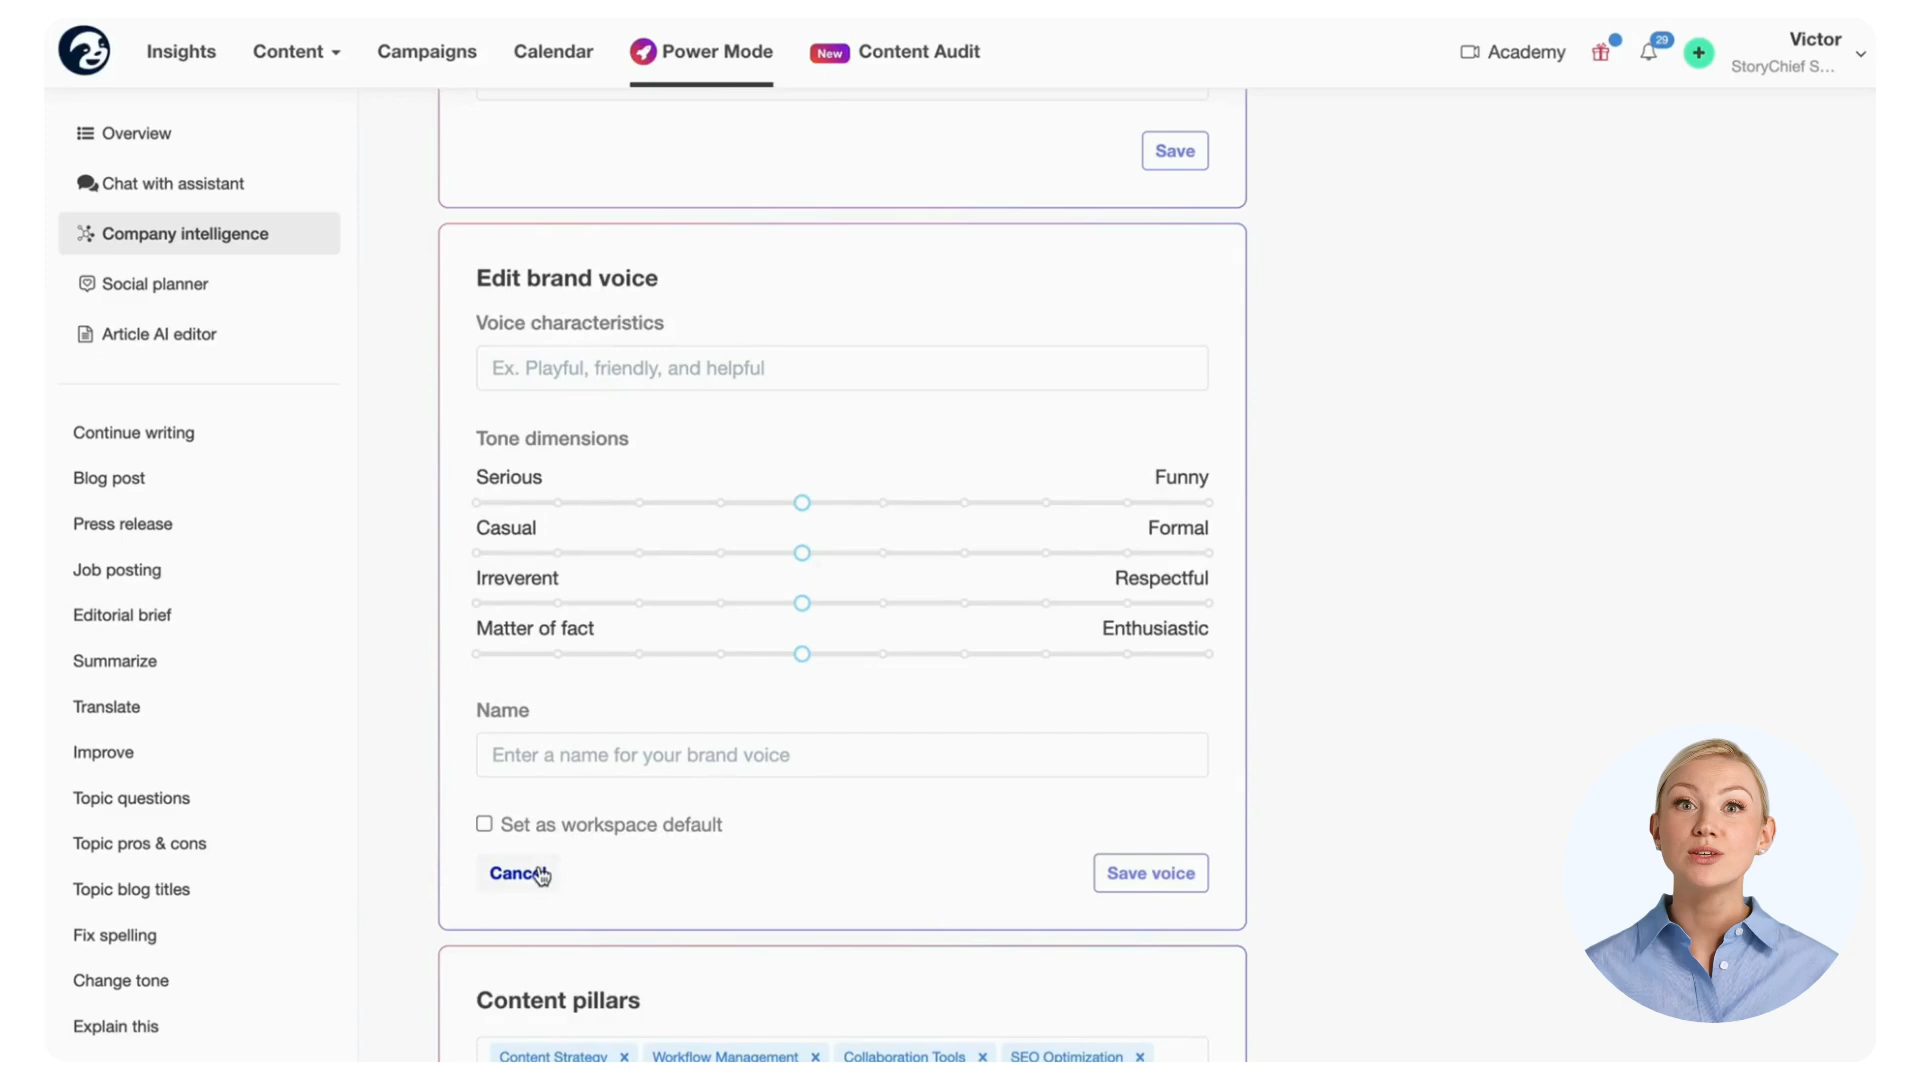 Insights
Content
Campaigns
Calendar
Power Mode
New
Content Audit
Academy
29
+
Victor
StoryChief S...
Overview
Chat with assistant
Company intelligence
Social planner
Article AI editor
Continue writing
Blog post
Press release
Job posting
Editorial brief
Summarize
Translate
Improve
Topic questions
Topic pros & cons
Topic blog titles
Fix spelling
Change tone
Explain this
Save
Edit brand voice
Voice characteristics
Ex. Playful, friendly, and helpful
Tone dimensions
Serious Funny
Casual Formal
Irreverent Respectful
Matter of fact Enthusiastic
Name
Enter a name for your brand voice
Set as workspace default
Cancel
Save voice
Content pillars
Content Strategy × Workflow Management × Collaboration Tools × SEO Optimization ×